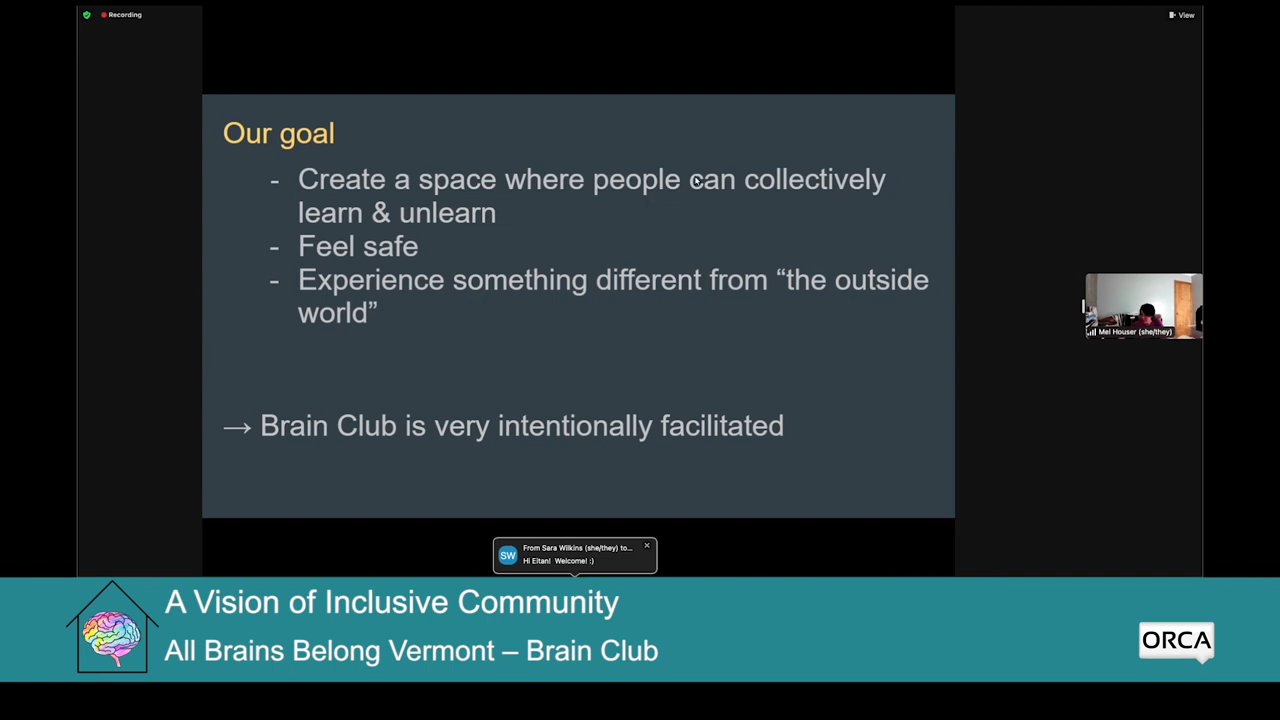 Recording
View
Our goal
- Create a space where people can collectively
learn & unlearn
- Feel safe
- Experience something different from “the outside
world”
→ Brain Club is very intentionally facilitated
Mel Houser (she/they)
SW
From Sara Wilkins (she/they) to...
Hi Eitan! Welcome! :)
A Vision of Inclusive Community
All Brains Belong Vermont – Brain Club
ORCA